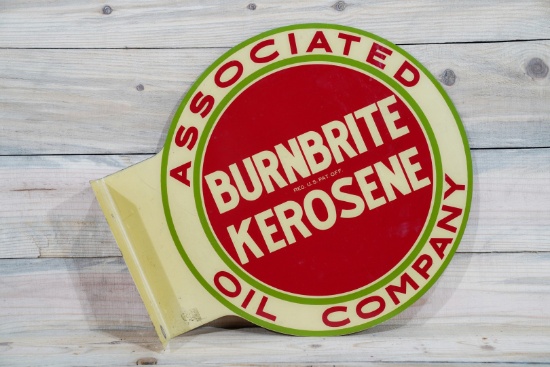 ASSOCIATED
BURNBRITE
REG. U.S. PAT. OFF.
KEROSENE
OIL COMPANY